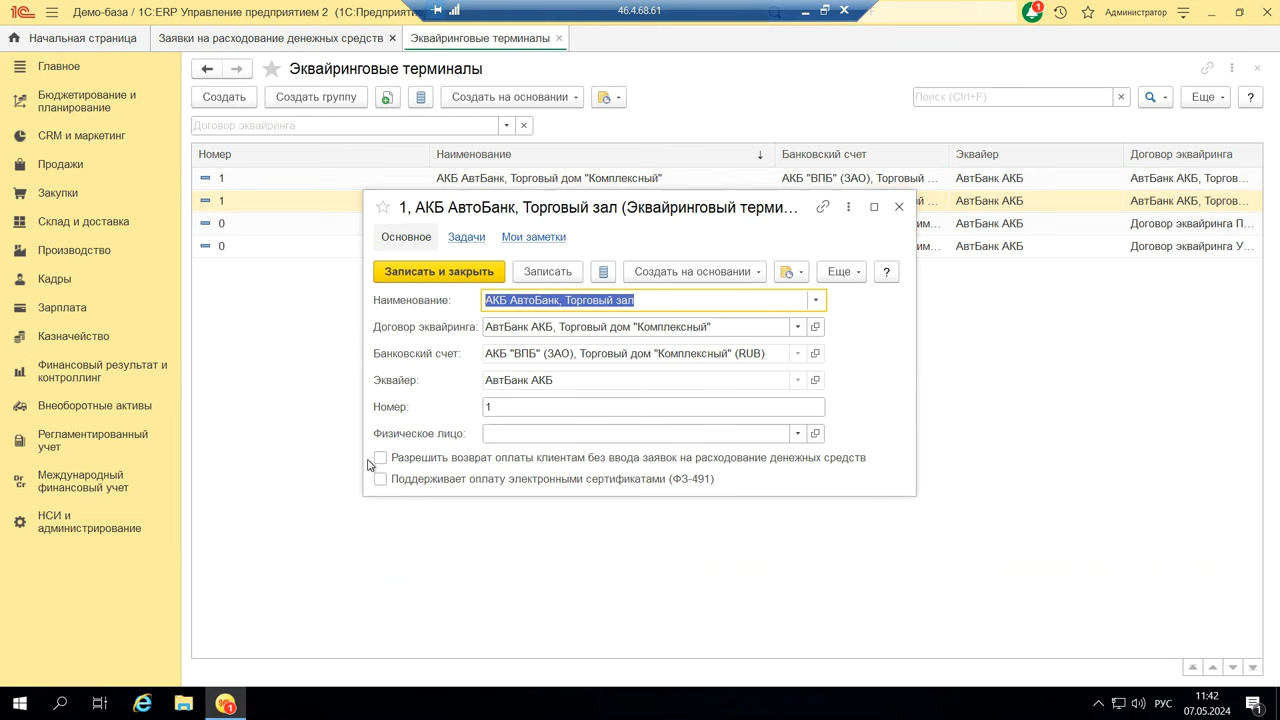 Демо-база / 1С:ERP Управление предприятием 2 (1С:Предприяти
46.4.68.61
1
Администратор
Начальная страница
Заявки на расходование денежных средств ×
Эквайринговые терминалы ×
Главное
Бюджетирование и
планирование
CRM и маркетинг
Продажи
Закупки
Склад и доставка
Производство
Кадры
Зарплата
Казначейство
Финансовый результат и
контроллинг
Внеоборотные активы
Регламентированный
учет
Международный
финансовый учет
НСИ и
администрирование
Эквайринговые терминалы
Создать
Создать группу
Создать на основании
Поиск (Ctrl+F)
Еще
?
Договор эквайринга
Номер Наименование Банковский счет Эквайер Договор эквайринга
1 АКБ АвтБанк, Торговый дом "Комплексный" АКБ "ВПБ" (ЗАО), Торговый ... АвтБанк АКБ АвтБанк АКБ, Торгов...
1 АвтБанк АКБ АвтБанк АКБ, Торгов...
0 им... АвтБанк АКБ Договор эквайринга П...
0 им... АвтБанк АКБ Договор эквайринга У...
1, АКБ АвтоБанк, Торговый зал (Эквайринговый терми...
Основное Задачи Мои заметки
Записать и закрыть
Записать
Создать на основании
Еще
?
Наименование: АКБ АвтоБанк, Торговый зал
Договор эквайринга: АвтБанк АКБ, Торговый дом "Комплексный"
Банковский счет: АКБ "ВПБ" (ЗАО), Торговый дом "Комплексный" (RUB)
Эквайер: АвтБанк АКБ
Номер: 1
Физическое лицо:
Разрешить возврат оплаты клиентам без ввода заявок на расходование денежных средств
Поддерживает оплату электронными сертификатами (ФЗ-491)
РУС
11:42
07.05.2024
1